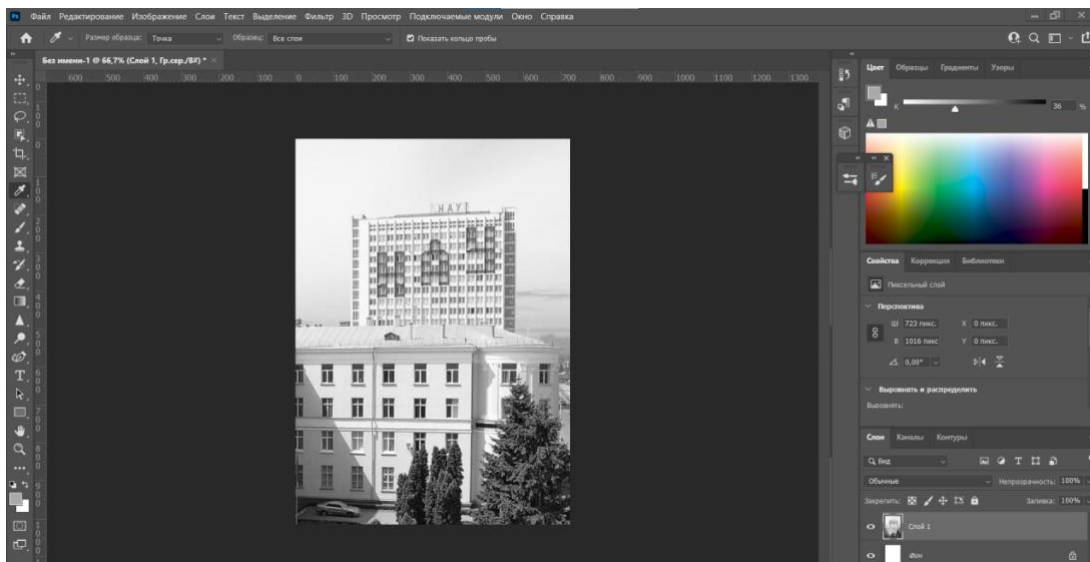 Ps Файл Редактирование Изображение Слои Текст Выделение Фильтр 3D Просмотр Подключаемые модули Окно Справка
Размер образца: Точка Образец: Все слои Показать кольцо пробы
Без имени-1 @ 66,7% (Слой 1, Гр.сер./8#) * ×
600 500 400 300 200 100 0 100 200 300 400 500 600 700 800 900 1000 1100 1200 1300
Цвет Образцы Градиенты Узоры
K 36 %
НАУ
НАУ
Свойства Коррекция Библиотеки
Пиксельный слой
Перспектива
Ш 723 пикс. X 0 пикс.
В 1016 пикс Y 0 пикс.
0,00°
Выровнять и распределить
Выровнять:
Слои Каналы Контуры
Вид
Обычные Непрозрачность: 100%
Закрепить: Заливка: 100%
Слой 1
Фон